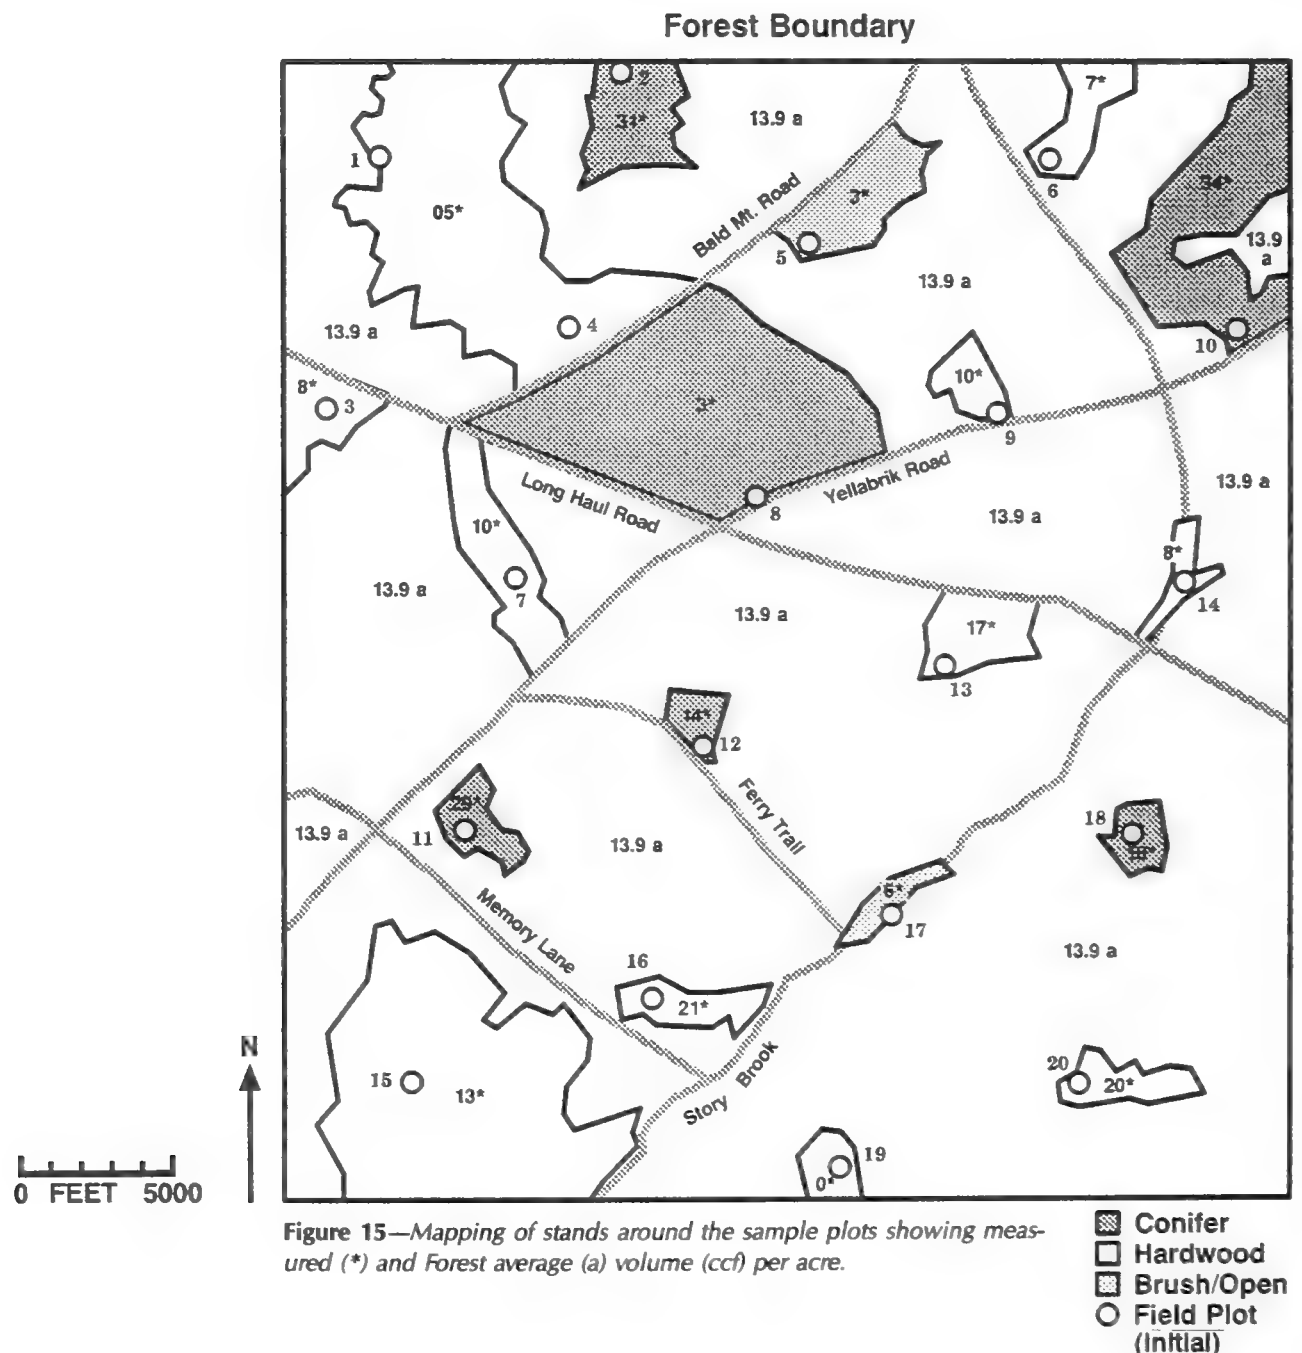 Forest Boundary
2
7*
31*
13.9 a
1
6
34*
05*
Bald Mt. Road
3*
5
13.9
a
13.9 a
4
13.9 a
10
8*
3
10*
3*
9
Long Haul Road
Yellabrik Road
13.9 a
8
10*
13.9 a
8*
13.9 a
7
14
13.9 a
17*
13
14*
12
Ferry Trail
29*
13.9 a
11
13.9 a
18
6*
17
Memory Lane
13.9 a
16
21*
N
Story Brook
20
20*
15
13*
19
0*
0 FEET 5000
Figure 15—Mapping of stands around the sample plots showing meas-
ured (*) and Forest average (a) volume (ccf) per acre.
Conifer
Hardwood
Brush/Open
Field Plot
(Initial)